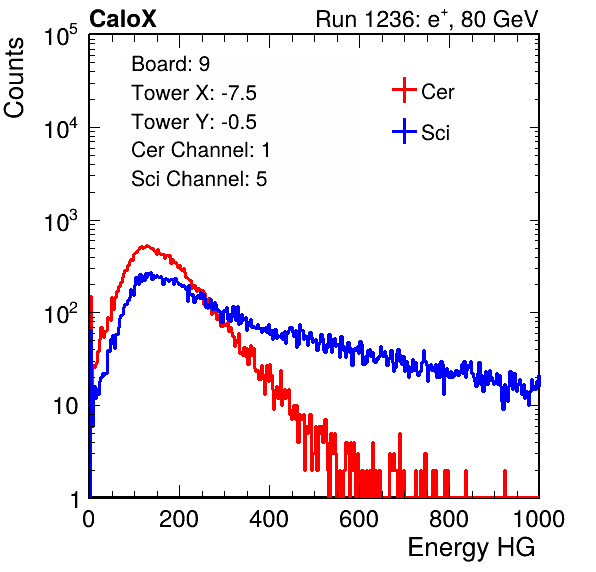 CaloX Run 1236: e⁺, 80 GeV
Counts
Board: 9
Tower X: -7.5
Tower Y: -0.5
Cer Channel: 1
Sci Channel: 5
Cer
Sci
10⁵
10⁴
10³
10²
10
1
0 200 400 600 800 1000
Energy HG